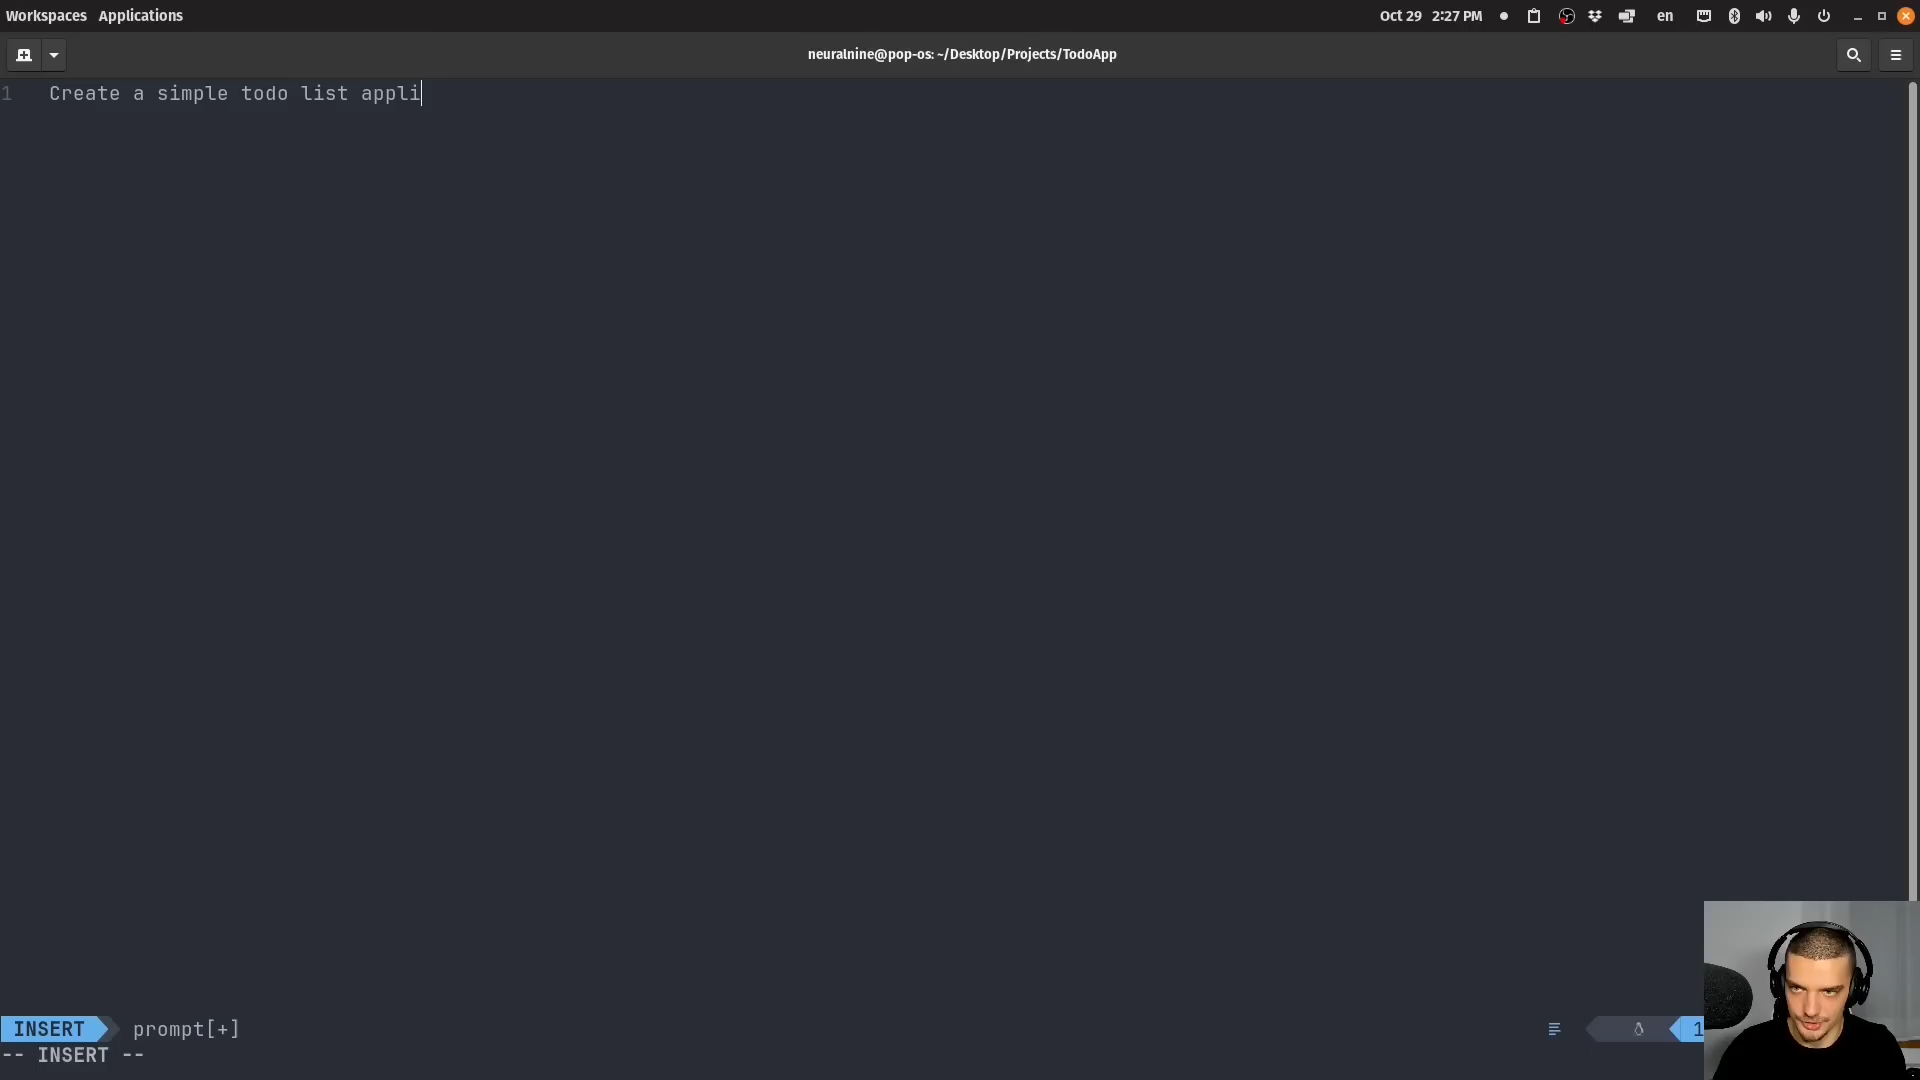 Workspaces Applications
Oct 29 2:27 PM
en
neuralnine@pop-os: ~/Desktop/Projects/TodoApp
1 Create a simple todo list appli
INSERT prompt[+]
1
-- INSERT --